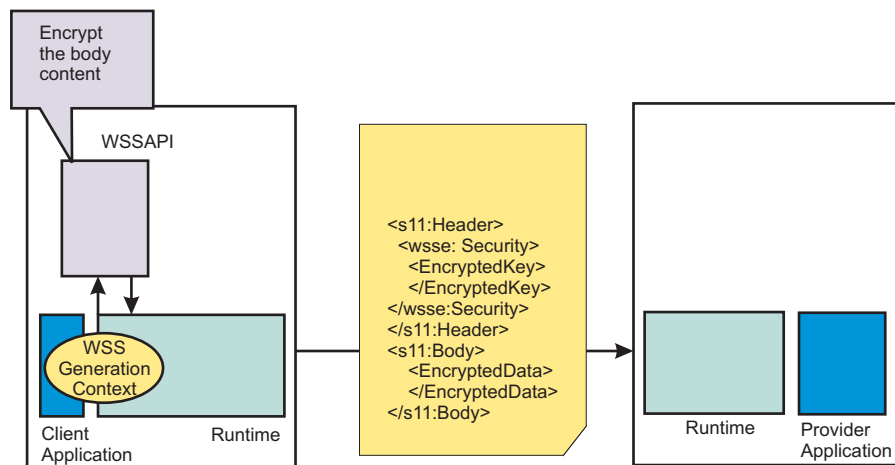 Encrypt
the body
content
WSSAPI
WSS
Generation
Context
Client
Application
Runtime
<s11:Header>
<wsse: Security>
<EncryptedKey>
</EncryptedKey>
</wsse:Security>
</s11:Header>
<s11:Body>
<EncryptedData>
</EncryptedData>
</s11:Body>
Runtime
Provider
Application